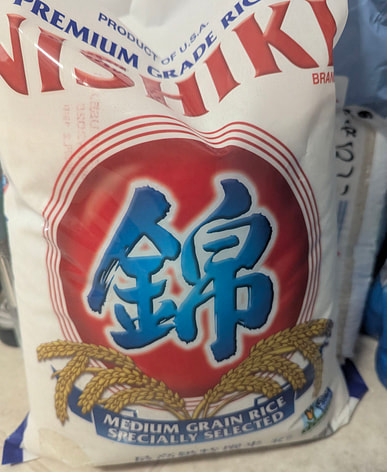 PRODUCT OF U.S.A.
PREMIUM GRADE RICE
NISHIKI
BRAND
錦
MEDIUM GRAIN RICE
SPECIALLY SELECTED